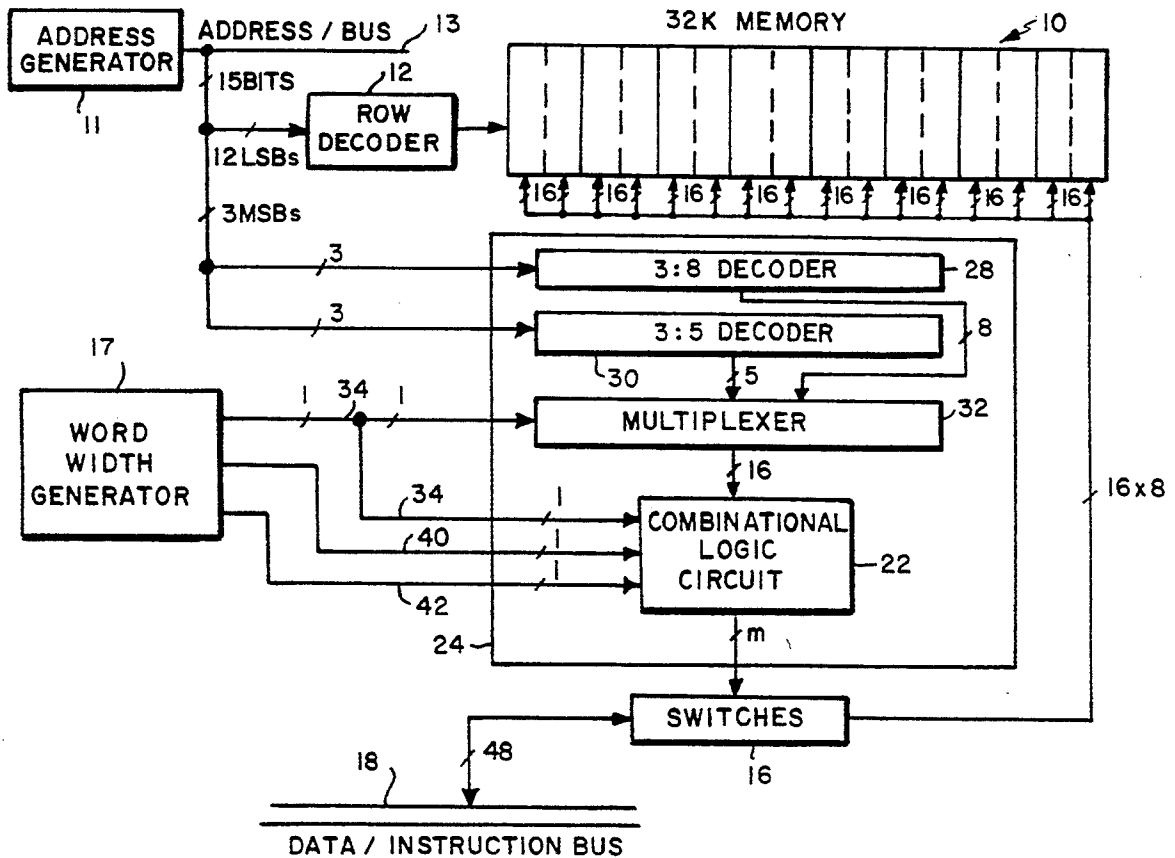 ADDRESS
GENERATOR
11
ADDRESS / BUS
13
32K MEMORY
10
15BITS
12
ROW
DECODER
12LSBs
16 16 16 16 16 16 16 16
3MSBs
3
3:8 DECODER
28
3
3:5 DECODER
8
30
5
17
WORD
WIDTH
GENERATOR
1
34
1
MULTIPLEXER
32
16
16x8
34
1
COMBINATIONAL
LOGIC
CIRCUIT
22
40
1
42
1
24
m
SWITCHES
16
48
18
DATA / INSTRUCTION BUS